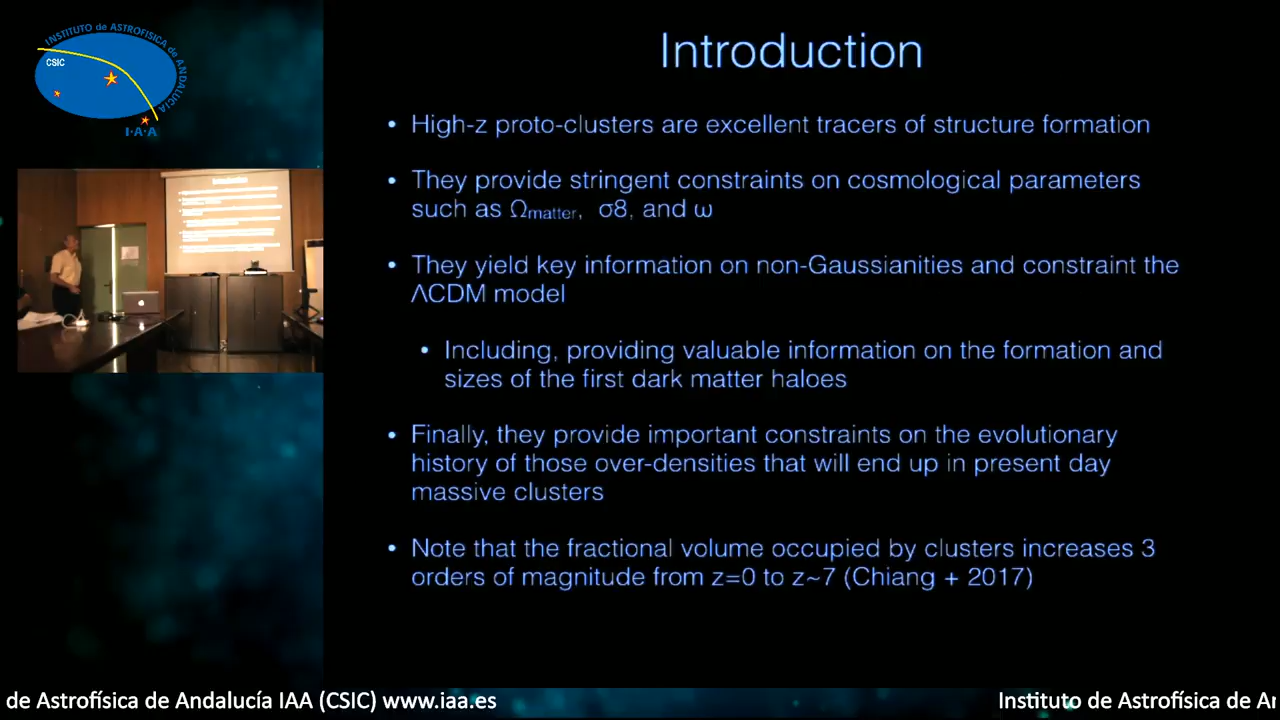 INSTITUTO de ASTROFÍSICA de ANDALUCÍA
CSIC
I·A·A
Introduction
• High-z proto-clusters are excellent tracers of structure formation
• They provide stringent constraints on cosmological parameters
such as Ωmatter, σ8, and ω
• They yield key information on non-Gaussianities and constraint the
ΛCDM model
• Including, providing valuable information on the formation and
sizes of the first dark matter haloes
• Finally, they provide important constraints on the evolutionary
history of those over-densities that will end up in present day
massive clusters
• Note that the fractional volume occupied by clusters increases 3
orders of magnitude from z=0 to z~7 (Chiang + 2017)
de Astrofísica de Andalucía IAA (CSIC) www.iaa.es
Instituto de Astrofísica de Ar